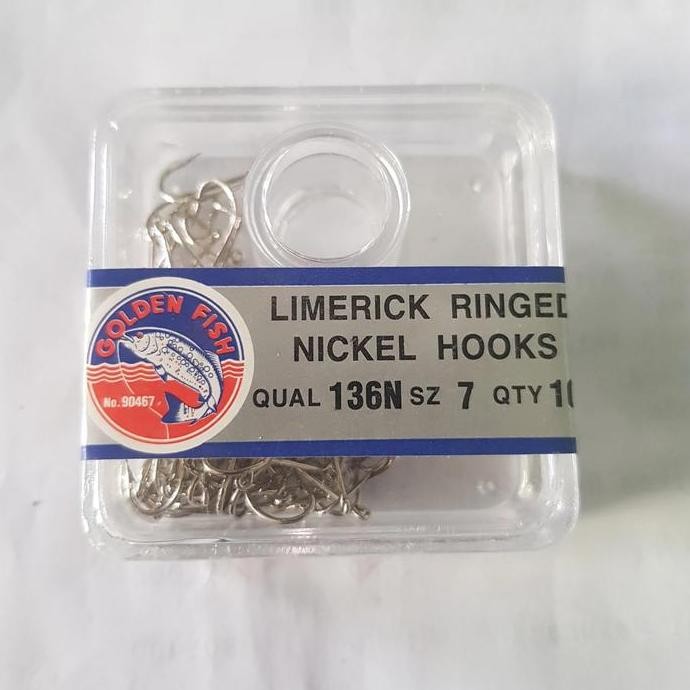 GOLDEN FISH
No. 90467
LIMERICK RINGED
NICKEL HOOKS
QUAL 136N SZ 7 QTY